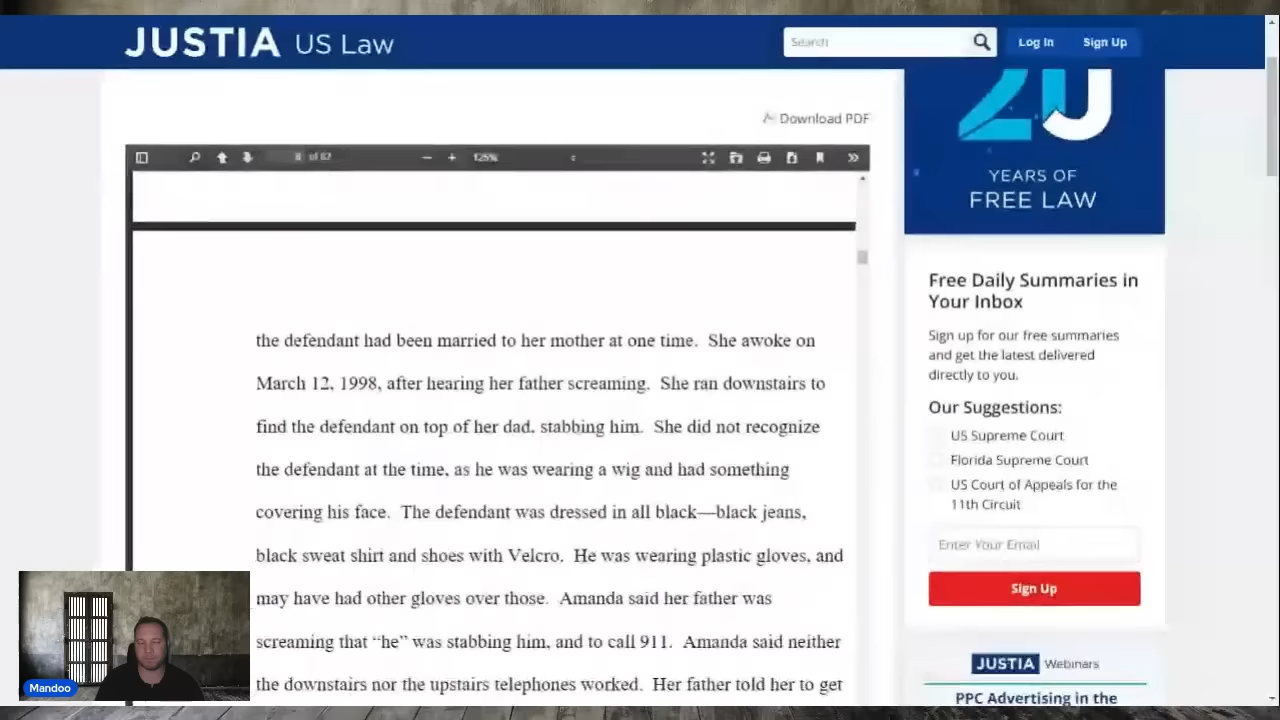 JUSTIA US Law
Search
Log In
Sign Up
Download PDF
8 of 82
125%
20
YEARS OF
FREE LAW
the defendant had been married to her mother at one time. She awoke on
March 12, 1998, after hearing her father screaming. She ran downstairs to
find the defendant on top of her dad, stabbing him. She did not recognize
the defendant at the time, as he was wearing a wig and had something
covering his face. The defendant was dressed in all black—black jeans,
black sweat shirt and shoes with Velcro. He was wearing plastic gloves, and
may have had other gloves over those. Amanda said her father was
screaming that “he” was stabbing him, and to call 911. Amanda said neither
the downstairs nor the upstairs telephones worked. Her father told her to get
Free Daily Summaries in
Your Inbox
Sign up for our free summaries
and get the latest delivered
directly to you.
Our Suggestions:
US Supreme Court
Florida Supreme Court
US Court of Appeals for the
11th Circuit
Enter Your Email
Sign Up
JUSTIA Webinars
PPC Advertising in the
Mandoo